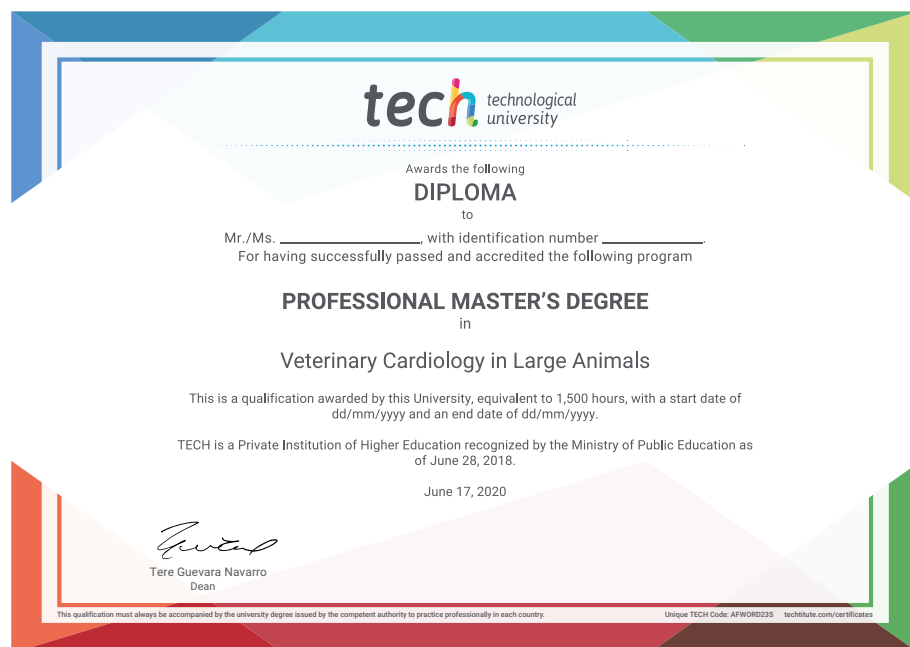 tech technological
university
Awards the following
DIPLOMA
to
Mr./Ms. ____________________, with identification number ______________.
For having successfully passed and accredited the following program
PROFESSIONAL MASTER'S DEGREE
in
Veterinary Cardiology in Large Animals
This is a qualification awarded by this University, equivalent to 1,500 hours, with a start date of
dd/mm/yyyy and an end date of dd/mm/yyyy.
TECH is a Private Institution of Higher Education recognized by the Ministry of Public Education as
of June 28, 2018.
June 17, 2020
Tere Guevara Navarro
Dean
This qualification must always be accompanied by the university degree issued by the competent authority to practice professionally in each country. Unique TECH Code: AFWORD23S techtitute.com/certificates